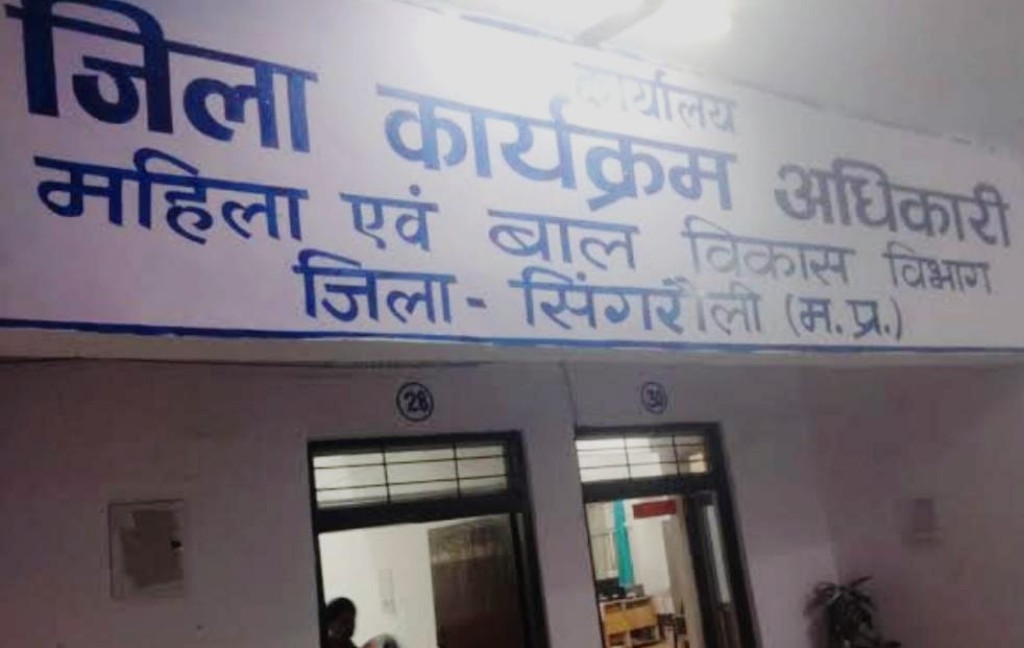 कार्यालय
जिला कार्यक्रम अधिकारी
महिला एवं बाल विकास विभाग
जिला - सिंगरौली (म. प्र.)
28
30